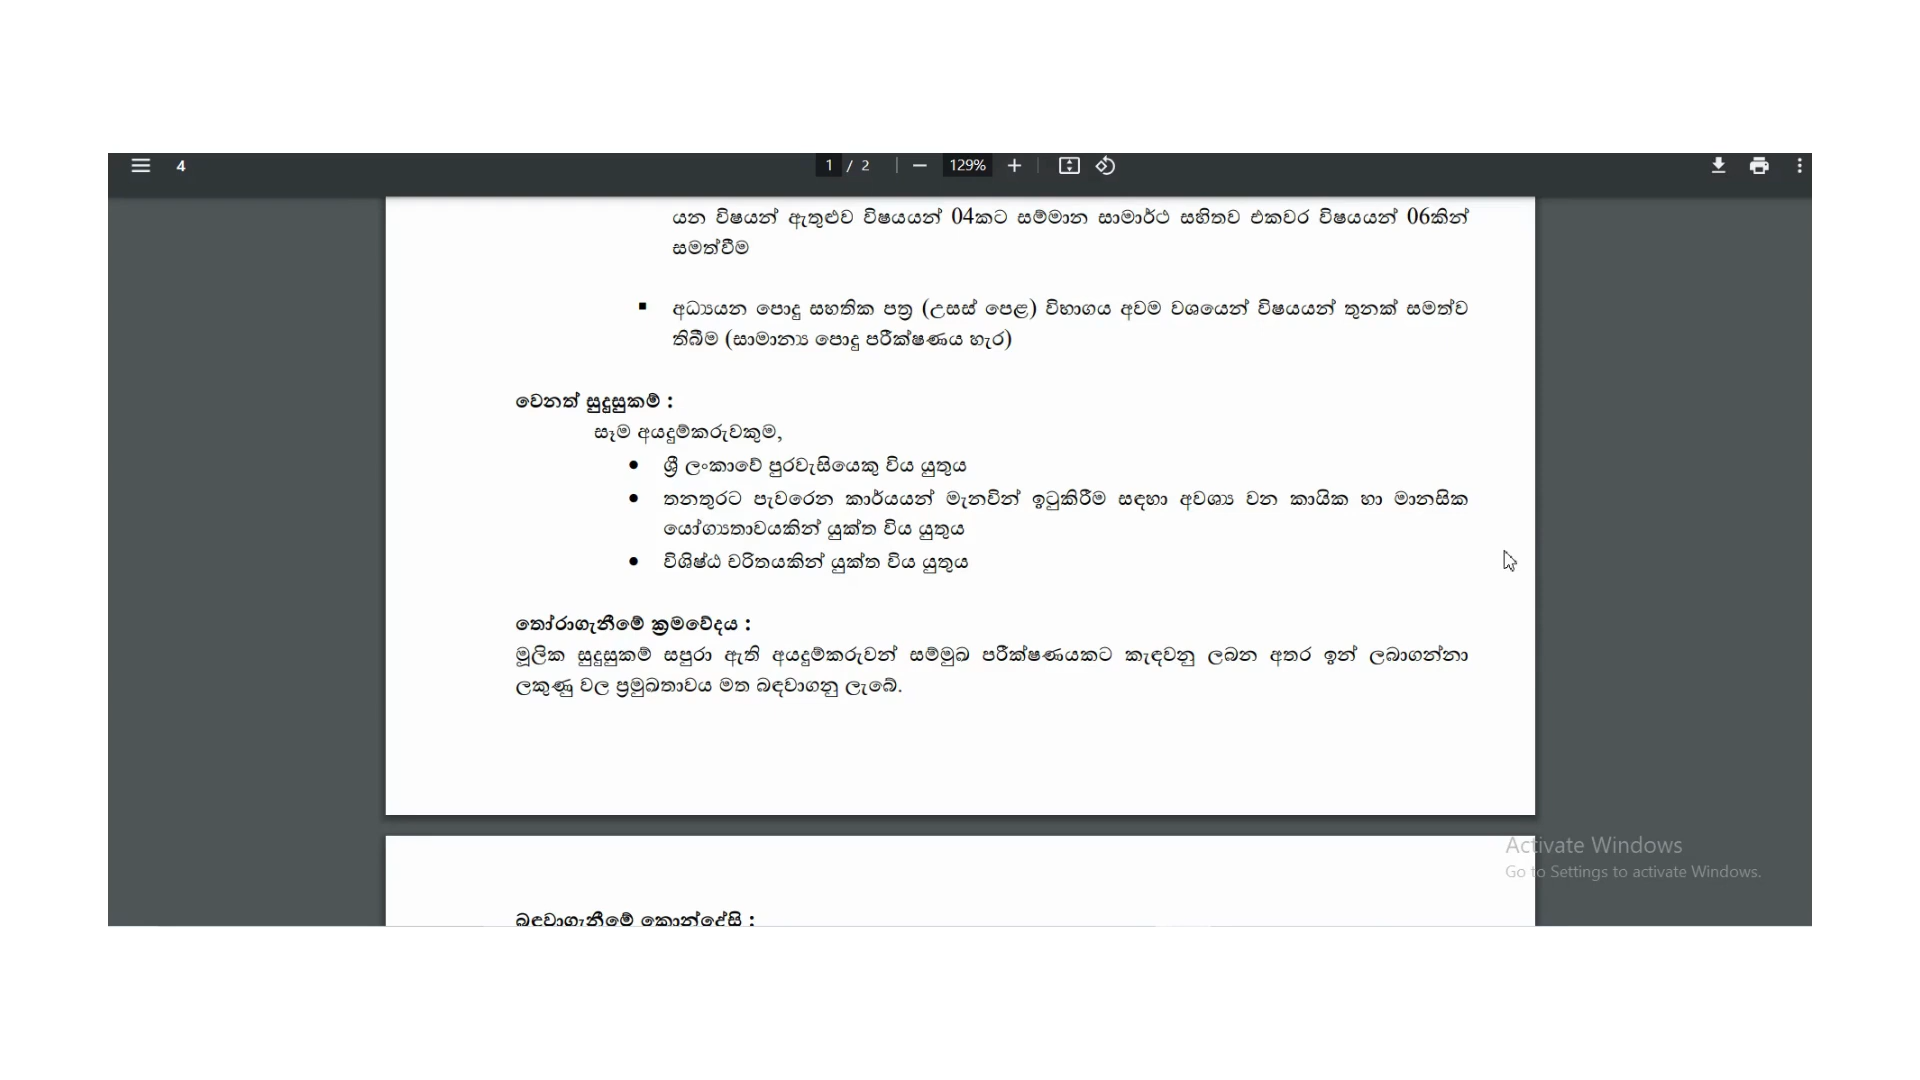 4
1 / 2
129%
යන විෂයන් ඇතුළුව විෂයයන් 04කට සම්මාන සාමාර්ථ සහිතව එකවර විෂයයන් 06කින්
සමත්වීම
▪ අධ්‍යයන පොදු සහතික පත්‍ර (උසස් පෙළ) විභාගය අවම වශයෙන් විෂයයන් තුනක් සමත්ව
තිබීම (සාමාන්‍ය පොදු පරීක්ෂණය හැර)
වෙනත් සුදුසුකම් :
සෑම අයදුම්කරුවකුම,
● ශ්‍රී ලංකාවේ පුරවැසියෙකු විය යුතුය
● තනතුරට පැවරෙන කාර්යයන් මැනවින් ඉටුකිරීම සඳහා අවශ්‍ය වන කායික හා මානසික
යෝග්‍යතාවයකින් යුක්ත විය යුතුය
● විශිෂ්ඨ චරිතයකින් යුක්ත විය යුතුය
තෝරාගැනීමේ ක්‍රමවේදය :
මූලික සුදුසුකම් සපුරා ඇති අයදුම්කරුවන් සම්මුඛ පරීක්ෂණයකට කැඳවනු ලබන අතර ඉන් ලබාගන්නා
ලකුණු වල ප්‍රමුඛතාවය මත බඳවාගනු ලැබේ.
Activate Windows
Go to Settings to activate Windows.
බඳවාගැනීමේ කොන්දේසි :